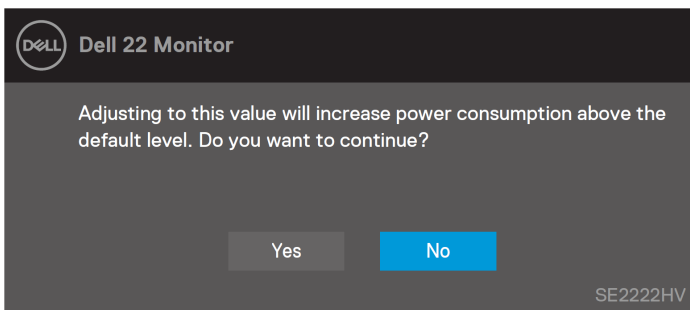 DELL Dell 22 Monitor
Adjusting to this value will increase power consumption above the
default level. Do you want to continue?
Yes No
SE2222HV